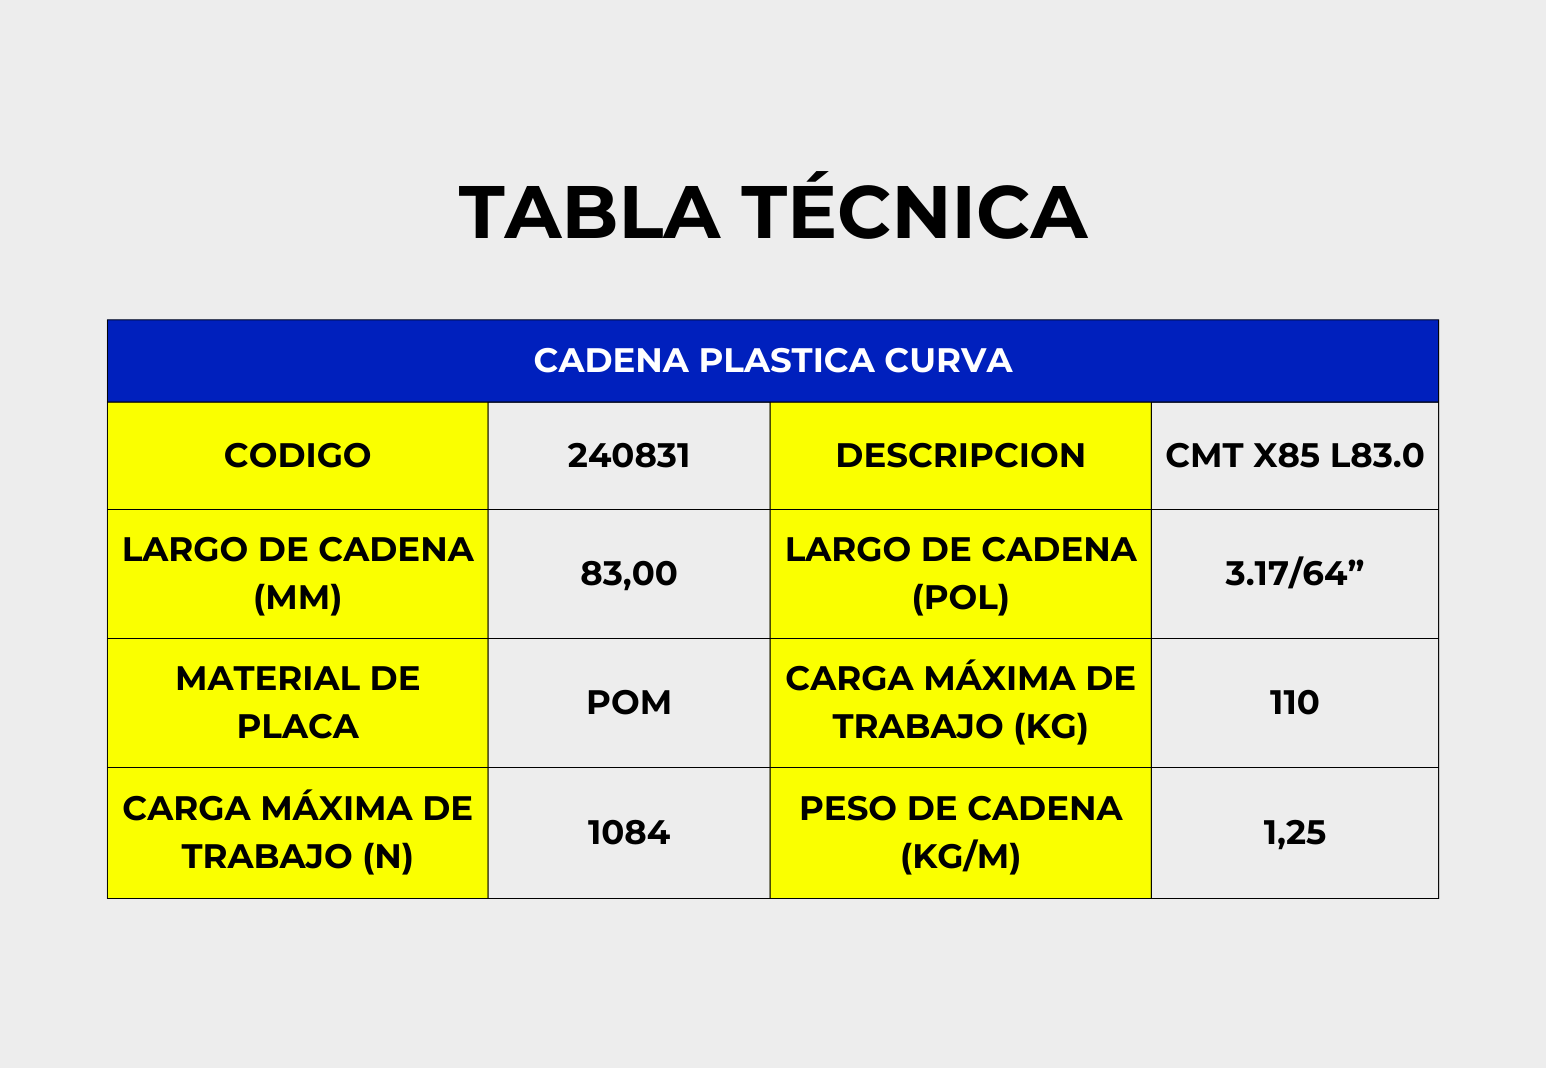 TABLA TÉCNICA
CADENA PLASTICA CURVA
CODIGO
240831
DESCRIPCION
CMT X85 L83.0
LARGO DE CADENA
(MM)
83,00
LARGO DE CADENA
(POL)
3.17/64”
MATERIAL DE
PLACA
POM
CARGA MÁXIMA DE
TRABAJO (KG)
110
CARGA MÁXIMA DE
TRABAJO (N)
1084
PESO DE CADENA
(KG/M)
1,25